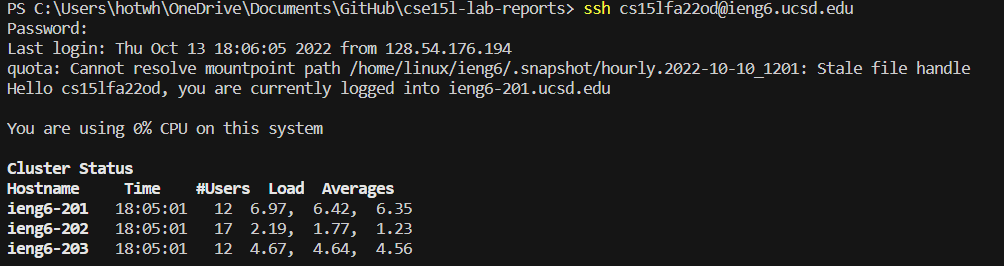 PS C:\Users\hotwh\OneDrive\Documents\GitHub\cse15l-lab-reports> ssh cs15lfa22od@ieng6.ucsd.edu
Password:
Last login: Thu Oct 13 18:06:05 2022 from 128.54.176.194
quota: Cannot resolve mountpoint path /home/linux/ieng6/.snapshot/hourly.2022-10-10_1201: Stale file handle
Hello cs15lfa22od, you are currently logged into ieng6-201.ucsd.edu
You are using 0% CPU on this system
Cluster Status
Hostname     Time    #Users  Load  Averages
ieng6-201   18:05:01   12  6.97,  6.42,  6.35
ieng6-202   18:05:01   17  2.19,  1.77,  1.23
ieng6-203   18:05:01   12  4.67,  4.64,  4.56